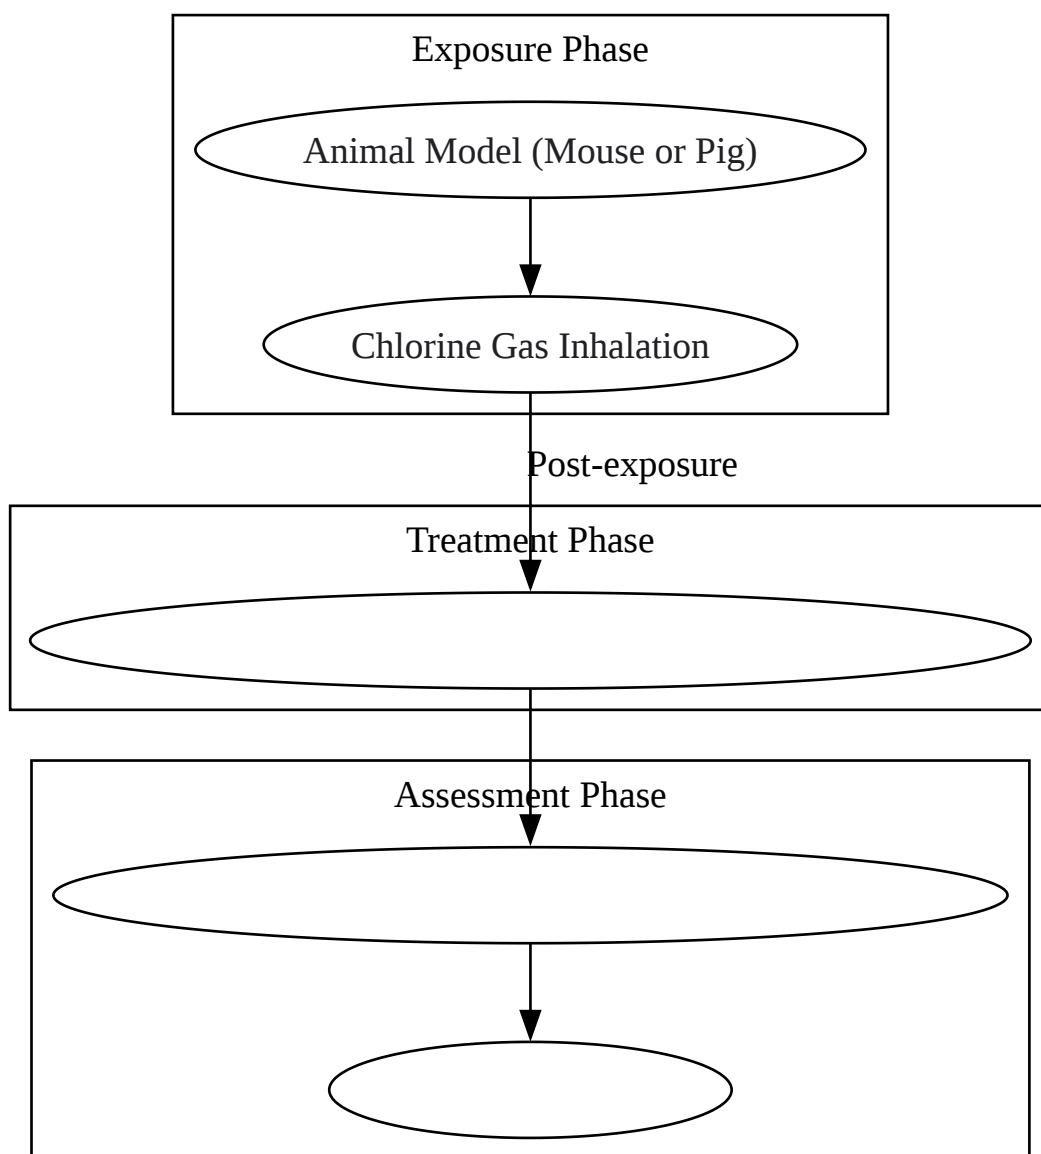 Exposure Phase
Animal Model (Mouse or Pig)
Chlorine Gas Inhalation
Post-exposure
Treatment Phase
Assessment Phase